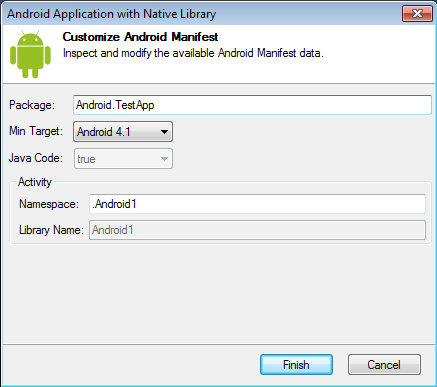 Android Application with Native Library
Customize Android Manifest
Inspect and modify the available Android Manifest data.
Package: Android.TestApp
Min Target: Android 4.1
Java Code: true
Activity
Namespace: .Android1
Library Name: Android1
Finish Cancel